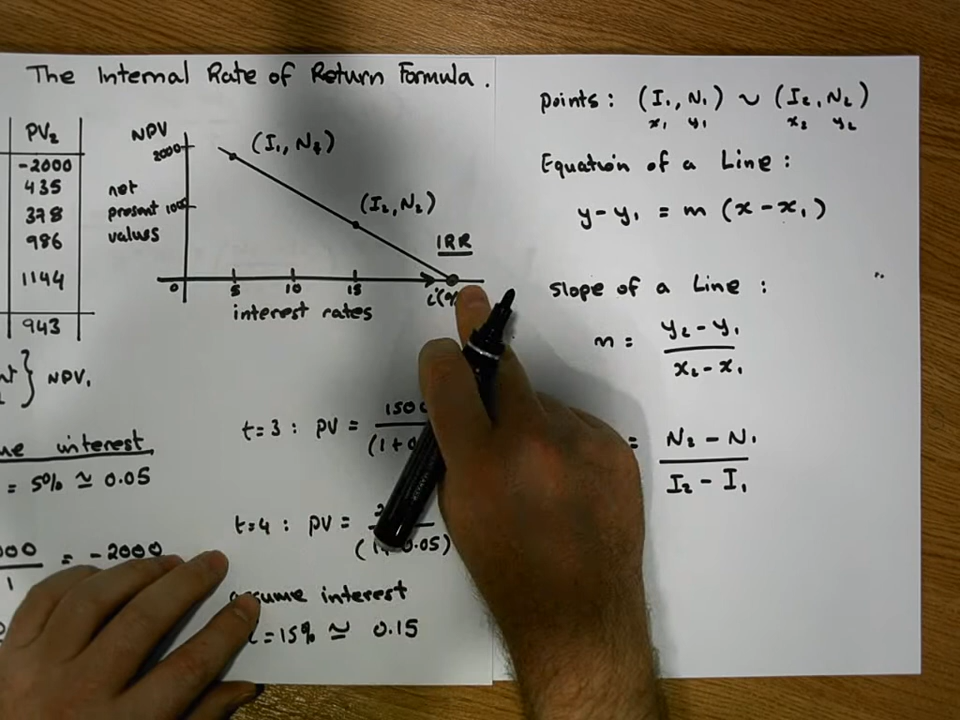 The Internal Rate of Return Formula.
PV₂
-2000
435
378
986
1144
943
} NPV₁
interest
= 5% ≃ 0.05
= -2000
1
NPV
2000
net
present 1000
values
(I₁, N₁)
(I₂, N₂)
IRR
0 5 10 15
interest rates
t=3 : PV =
t=4 : PV =
0.05)
assume interest
i = 15% ≃ 0.15
points : (I₁, N₁) ~ (I₂, N₂)
x₁ y₁ x₂ y₂
Equation of a Line :
y-y₁ = m (x-x₁)
Slope of a Line :
m = y₂ - y₁
x₂ - x₁
= N₂ - N₁
I₂ - I₁